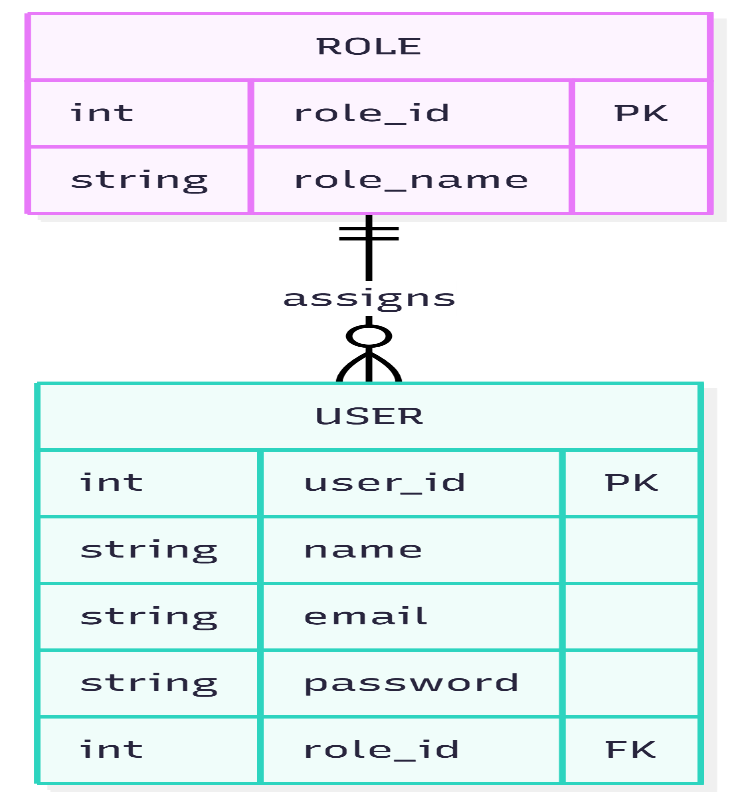 ROLE
int role_id PK
string role_name
assigns
USER
int user_id PK
string name
string email
string password
int role_id FK